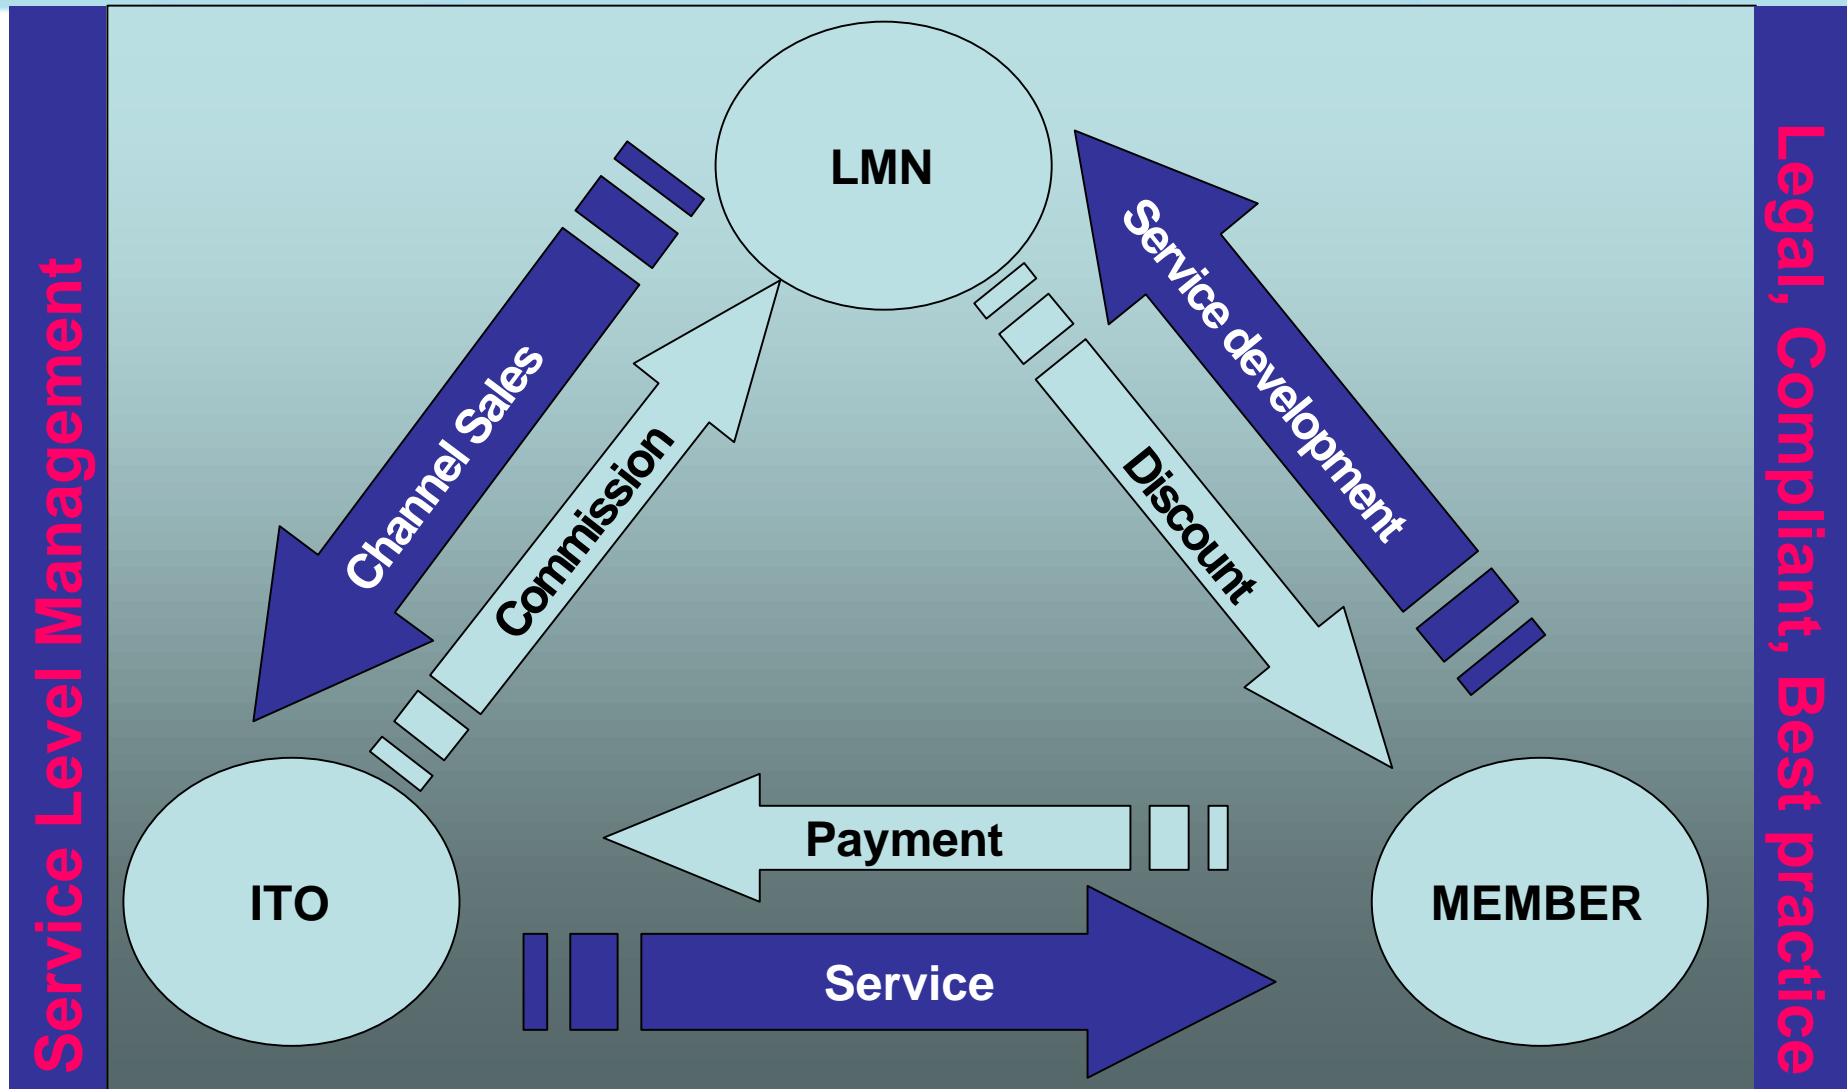 Service Level Management
LMN
Channel Sales
Commission
Service development
Discount
Payment
ITO
MEMBER
Service
Legal, Compliant, Best practice